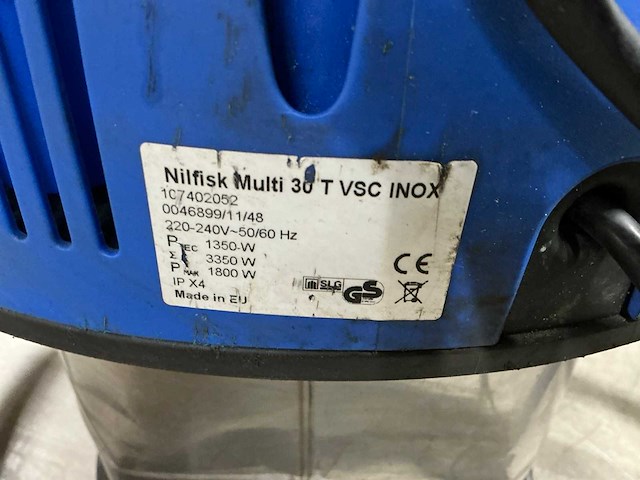 Nilfisk Multi 30 T VSC INOX
107402052
0046899/11/48
220-240V~50/60 Hz
P IEC 1350 W
Σ 3350 W
P MAX 1800 W
IP X4
Made in EU
CE
SLG
GS